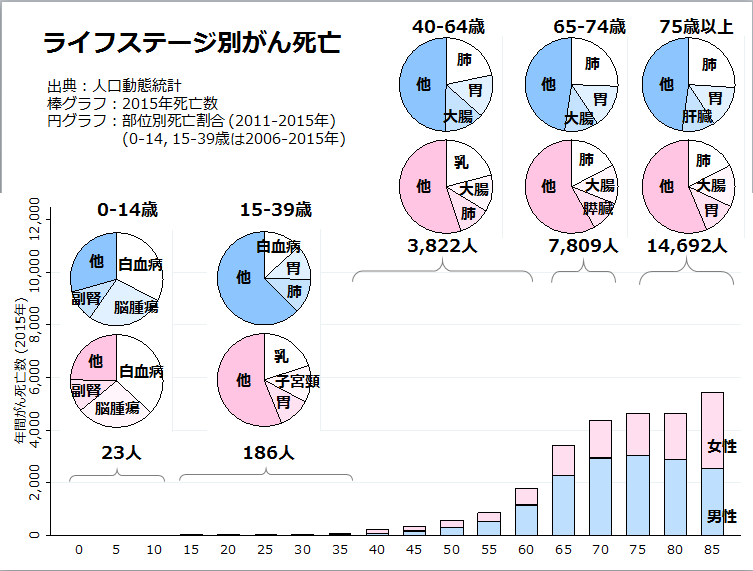 ライフステージ別がん死亡
出典：人口動態統計
棒グラフ：2015年死亡数
円グラフ：部位別死亡割合 (2011-2015年)
(0-14, 15-39歳は2006-2015年)
40-64歳
65-74歳
75歳以上
肺
胃
大腸
他
肺
胃
大腸
他
肺
胃
肝臓
他
乳
大腸
肺
他
肺
大腸
膵臓
他
肺
大腸
胃
他
3,822人
7,809人
14,692人
0-14歳
15-39歳
白血病
脳腫瘍
副腎
他
白血病
胃
肺
他
白血病
脳腫瘍
副腎
他
乳
子宮頸
胃
他
23人
186人
年間がん死亡数 (2015年)
12,000
10,000
8,000
6,000
4,000
2,000
0
女性
男性
0 5 10 15 20 25 30 35 40 45 50 55 60 65 70 75 80 85